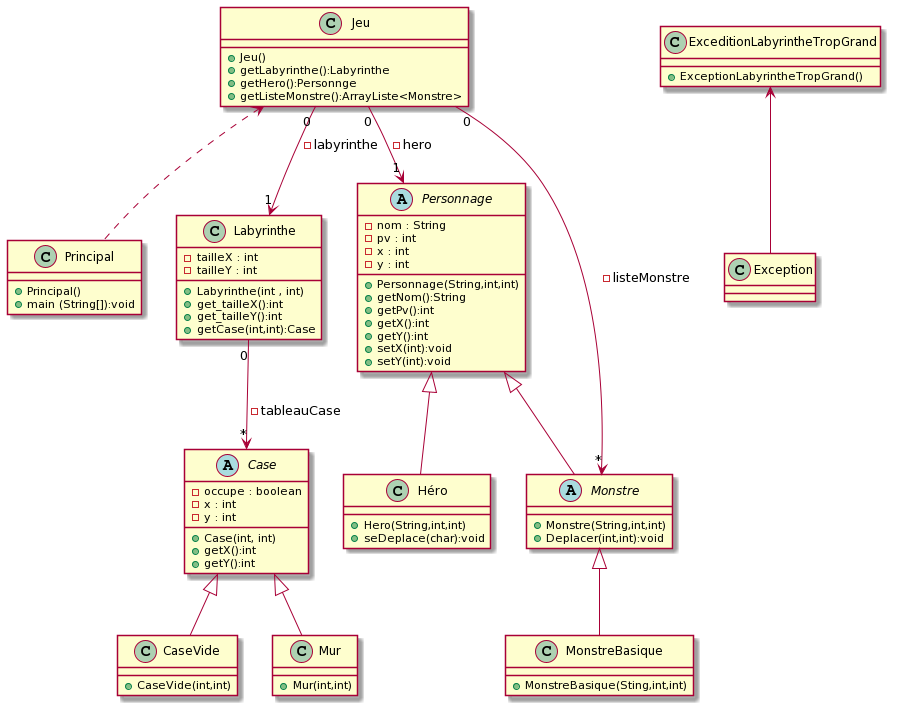 C Jeu
Jeu()
getLabyrinthe():Labyrinthe
getHero():Personnge
getListeMonstre():ArrayListe<Monstre>
C ExceditionLabyrintheTropGrand
ExceptionLabyrintheTropGrand()
0
0
0
labyrinthe
hero
1
1
A Personnage
nom : String
pv : int
x : int
y : int
Personnage(String,int,int)
getNom():String
getPv():int
getX():int
getY():int
setX(int):void
setY(int):void
C Labyrinthe
tailleX : int
tailleY : int
Labyrinthe(int , int)
get_tailleX():int
get_tailleY():int
getCase(int,int):Case
C Principal
Principal()
main (String[]):void
listeMonstre
C Exception
0
tableauCase
*
*
A Case
occupe : boolean
x : int
y : int
Case(int, int)
getX():int
getY():int
C Héro
Hero(String,int,int)
seDeplace(char):void
A Monstre
Monstre(String,int,int)
Deplacer(int,int):void
C CaseVide
CaseVide(int,int)
C Mur
Mur(int,int)
C MonstreBasique
MonstreBasique(Sting,int,int)